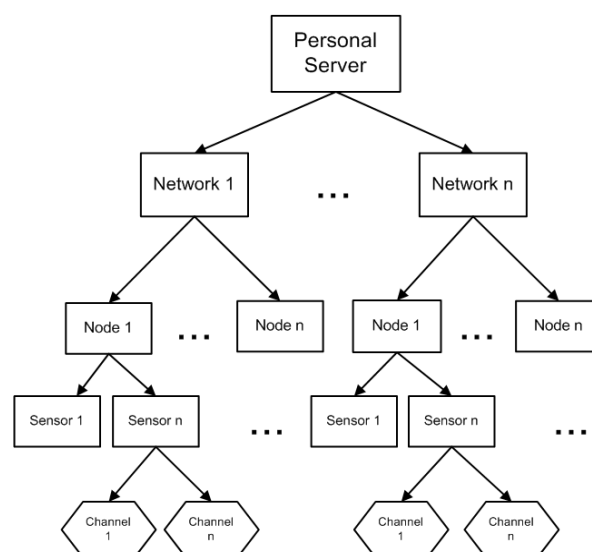 Personal
Server
Network 1
...
Network n
Node 1
...
Node n
Node 1
...
Node n
Sensor 1
Sensor n
...
Sensor 1
Sensor n
...
Channel
1
Channel
n
Channel
1
Channel
n